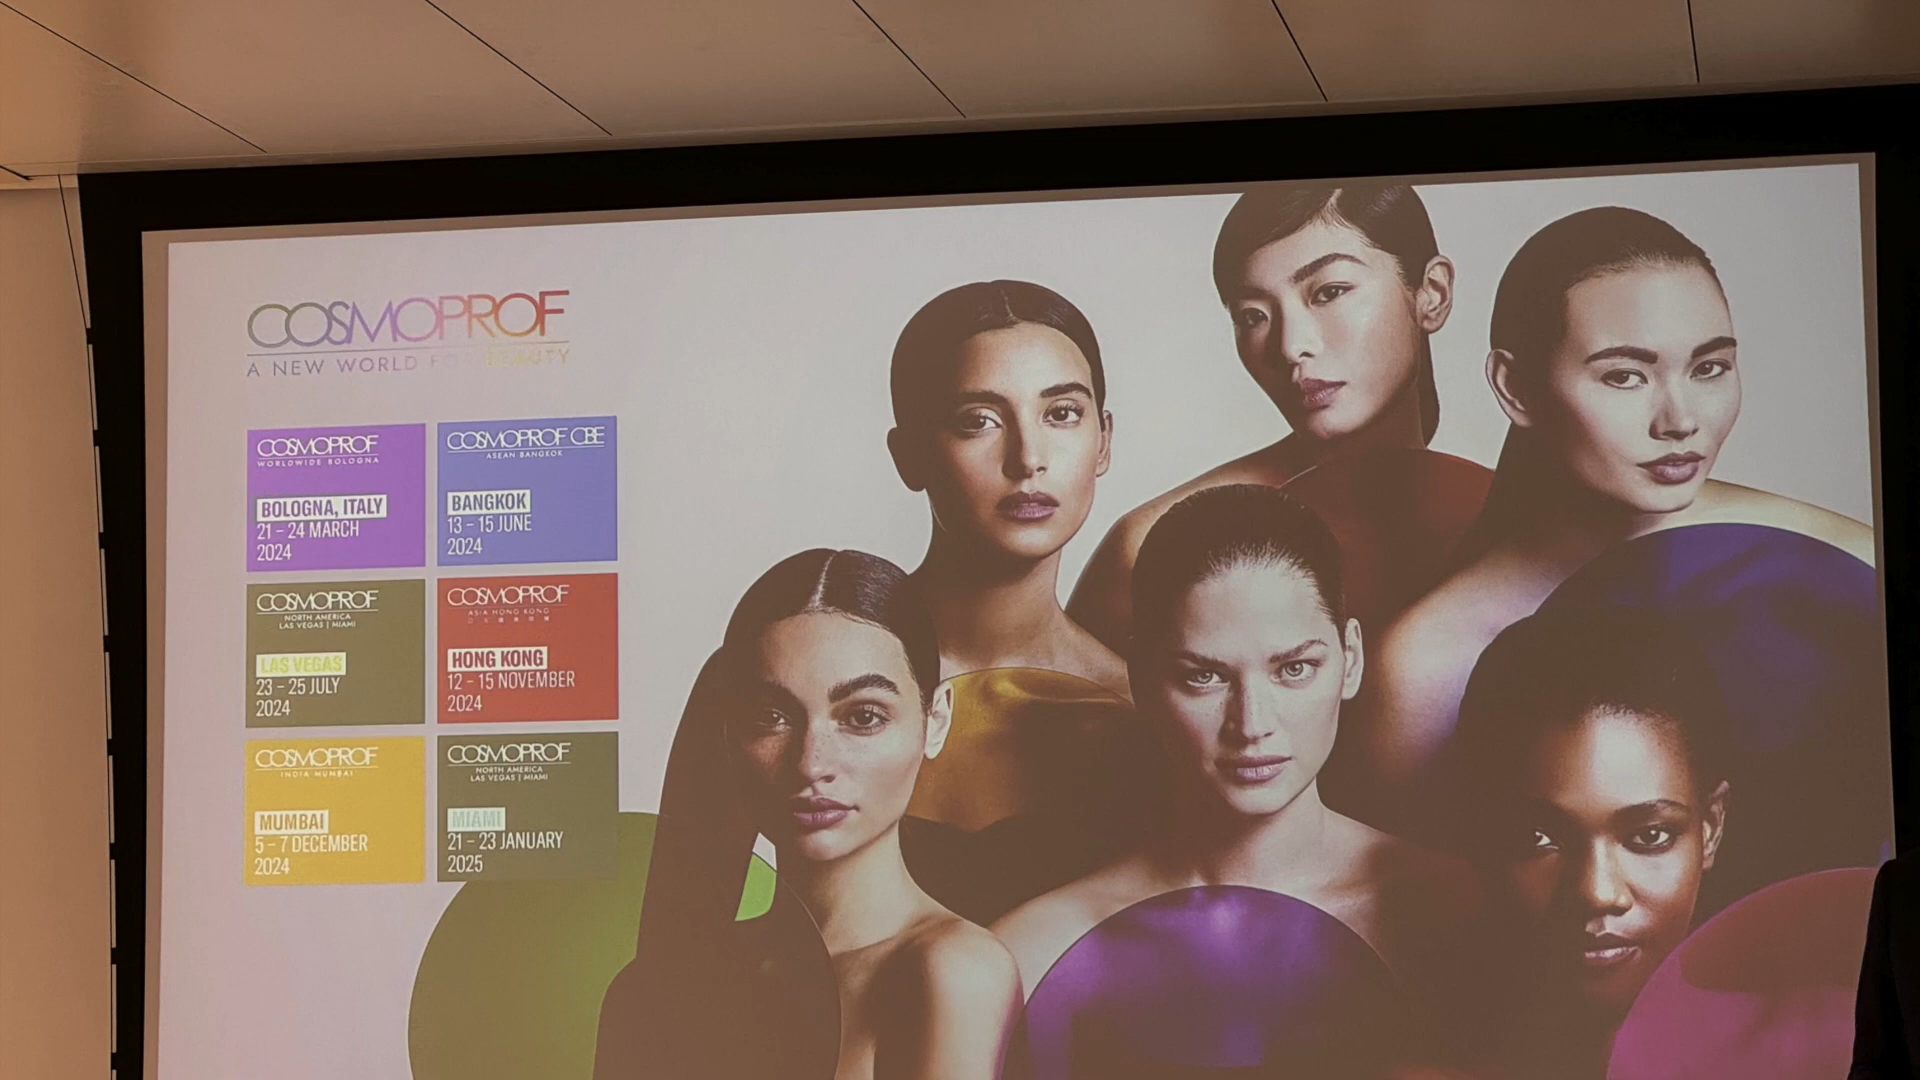 COSMOPROF
A NEW WORLD FOR BEAUTY
COSMOPROF
WORLDWIDE BOLOGNA
BOLOGNA, ITALY
21 – 24 MARCH
2024
COSMOPROF CBE
ASEAN BANGKOK
BANGKOK
13 – 15 JUNE
2024
COSMOPROF
NORTH AMERICA
LAS VEGAS | MIAMI
LAS VEGAS
23 – 25 JULY
2024
COSMOPROF
ASIA HONG KONG
HONG KONG
12 – 15 NOVEMBER
2024
COSMOPROF
INDIA MUMBAI
MUMBAI
5 – 7 DECEMBER
2024
COSMOPROF
NORTH AMERICA
LAS VEGAS | MIAMI
MIAMI
21 – 23 JANUARY
2025